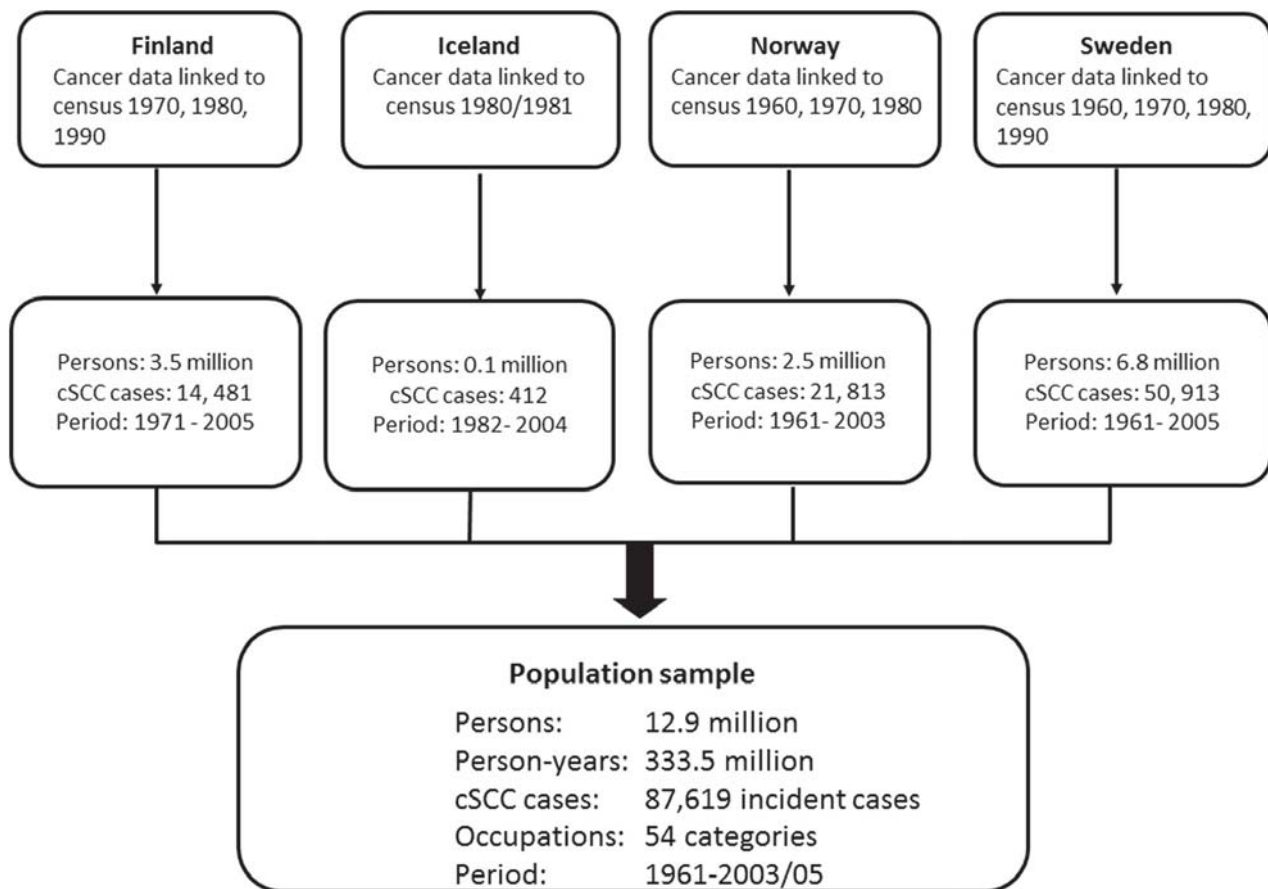 Finland
Cancer data linked to
census 1970, 1980,
1990
Iceland
Cancer data linked to
census 1980/1981
Norway
Cancer data linked to
census 1960, 1970, 1980
Sweden
Cancer data linked to
census 1960, 1970, 1980,
1990
Persons: 3.5 million
cSCC cases: 14, 481
Period: 1971 - 2005
Persons: 0.1 million
cSCC cases: 412
Period: 1982- 2004
Persons: 2.5 million
cSCC cases: 21, 813
Period: 1961- 2003
Persons: 6.8 million
cSCC cases: 50, 913
Period: 1961- 2005
Population sample
Persons: 12.9 million
Person-years: 333.5 million
cSCC cases: 87,619 incident cases
Occupations: 54 categories
Period: 1961-2003/05